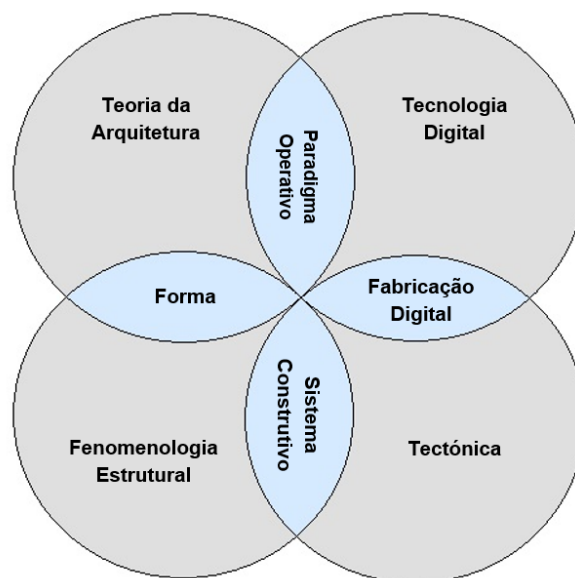 Teoria da
Arquitetura
Paradigma
Operativo
Tecnologia
Digital
Forma
Fabricação
Digital
Fenomenologia
Estrutural
Sistema
Construtivo
Tectónica